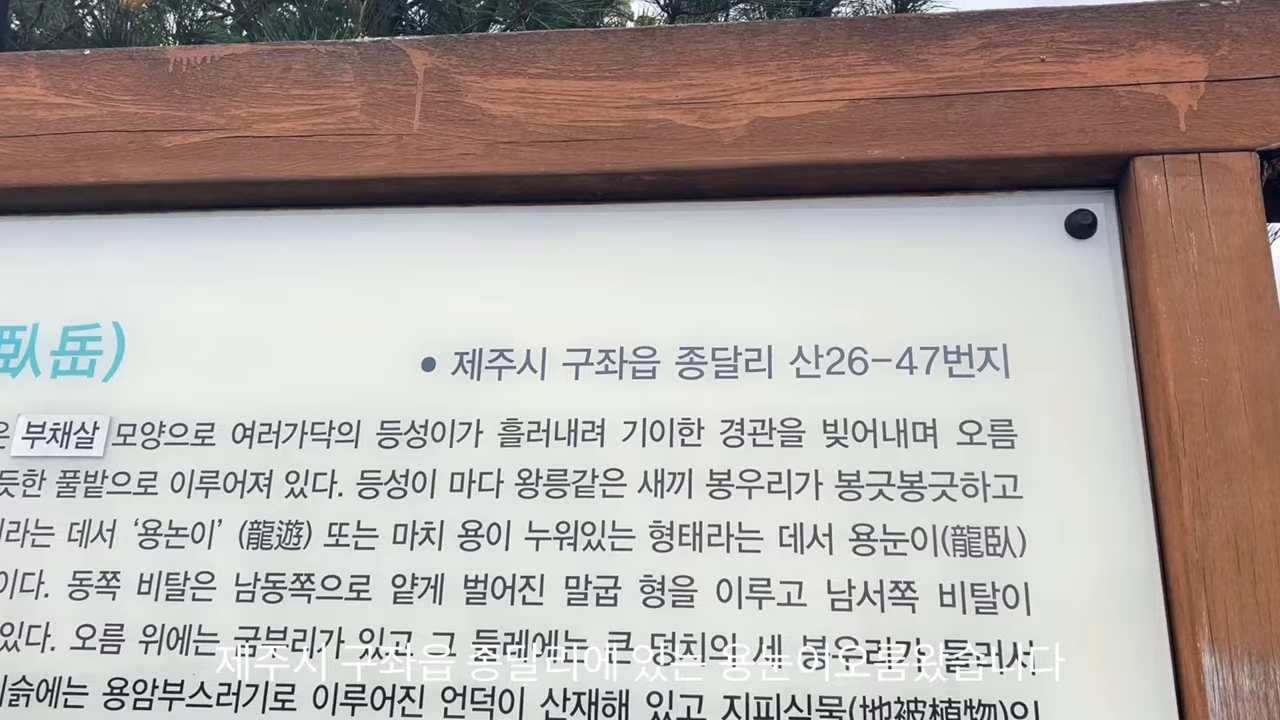 臥岳)
• 제주시 구좌읍 종달리 산26-47번지
은 부채살 모양으로 여러가닥의 등성이가 흘러내려 기이한 경관을 빚어내며 오름
듯한 풀밭으로 이루어져 있다. 등성이 마다 왕릉같은 새끼 봉우리가 봉긋봉긋하고
이라는 데서 ‘용논이’ (龍遊) 또는 마치 용이 누워있는 형태라는 데서 용눈이(龍臥)
이다. 동쪽 비탈은 남동쪽으로 얕게 벌어진 말굽 형을 이루고 남서쪽 비탈이
있다. 오름 위에는 굼부리가 있고 그 둘레에는 큰 덩치의 세 봉우리가 둘러서
제주시 구좌읍 종달리에 있는 용눈이오름왔습니다
기슭에는 용암부스러기로 이루어진 언덕이 산재해 있고 지피식물(地被植物)인